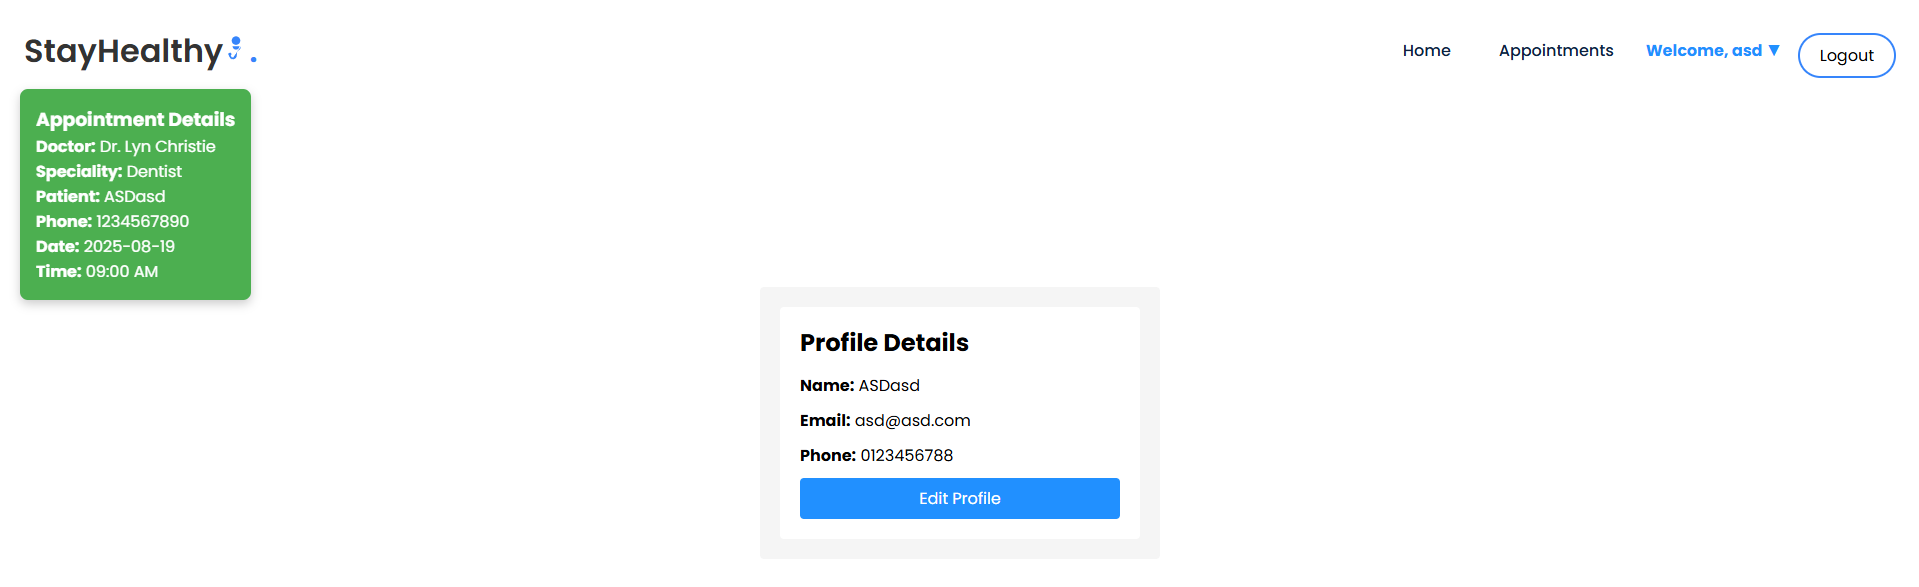 StayHealthy .
Home Appointments Welcome, asd ▼ Logout
Appointment Details
Doctor: Dr. Lyn Christie
Speciality: Dentist
Patient: ASDasd
Phone: 1234567890
Date: 2025-08-19
Time: 09:00 AM
Profile Details
Name: ASDasd
Email: asd@asd.com
Phone: 0123456788
Edit Profile